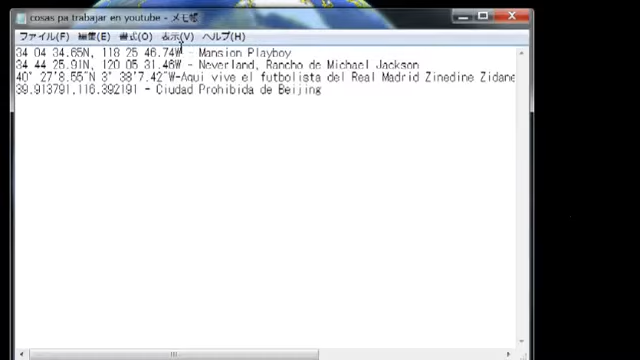 cosas pa trabajar en youtube - メモ帳
ファイル(F) 編集(E) 書式(O) 表示(V) ヘルプ(H)
34 04 34.65N, 118 25 46.74W - Mansion Playboy
34 44 25.91N, 120 05 31.46W - Neverland, Rancho de Michael Jackson
40° 27'8.55"N 3° 38'7.42"W-Aqui vive el futbolista del Real Madrid Zinedine Zidane
39.913791,116.392191 - Ciudad Prohibida de Beijing